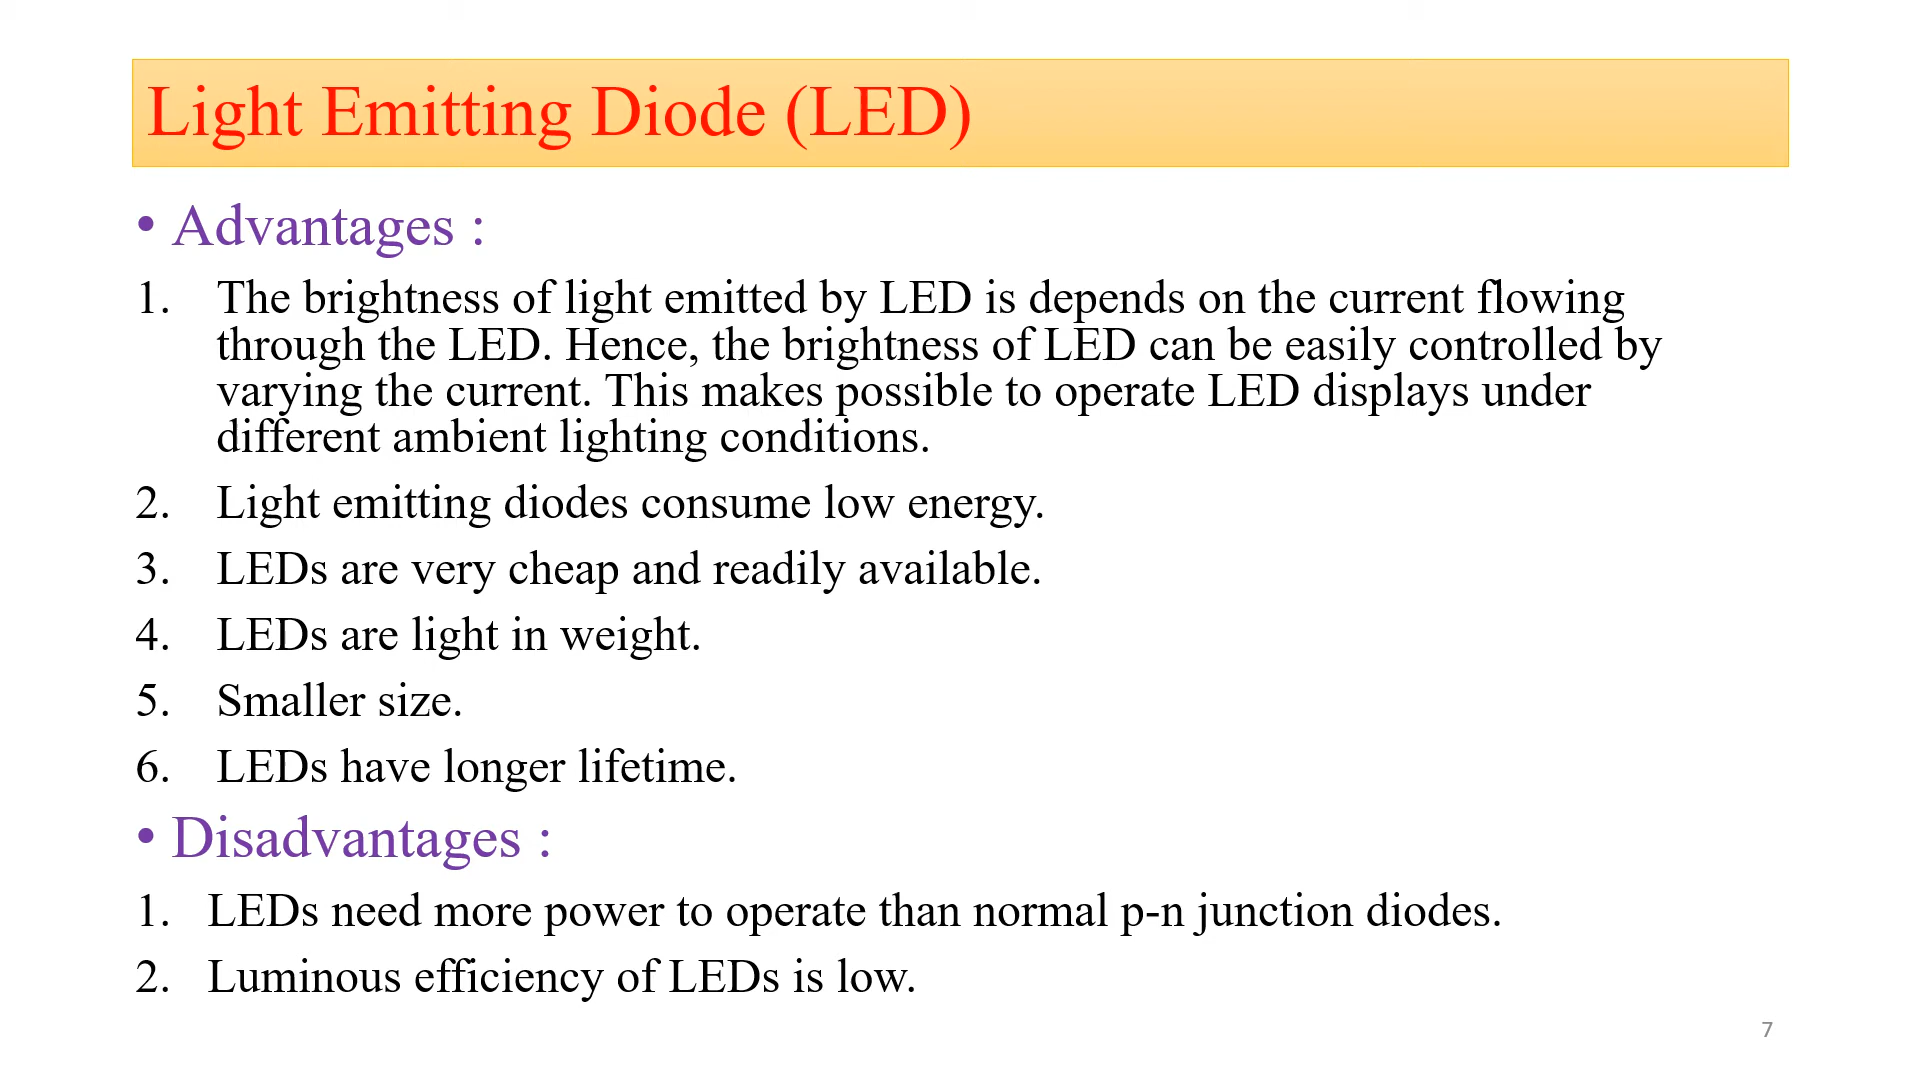 Light Emitting Diode (LED)
• Advantages :
1. The brightness of light emitted by LED is depends on the current flowing
through the LED. Hence, the brightness of LED can be easily controlled by
varying the current. This makes possible to operate LED displays under
different ambient lighting conditions.
2. Light emitting diodes consume low energy.
3. LEDs are very cheap and readily available.
4. LEDs are light in weight.
5. Smaller size.
6. LEDs have longer lifetime.
• Disadvantages :
1. LEDs need more power to operate than normal p-n junction diodes.
2. Luminous efficiency of LEDs is low.
7